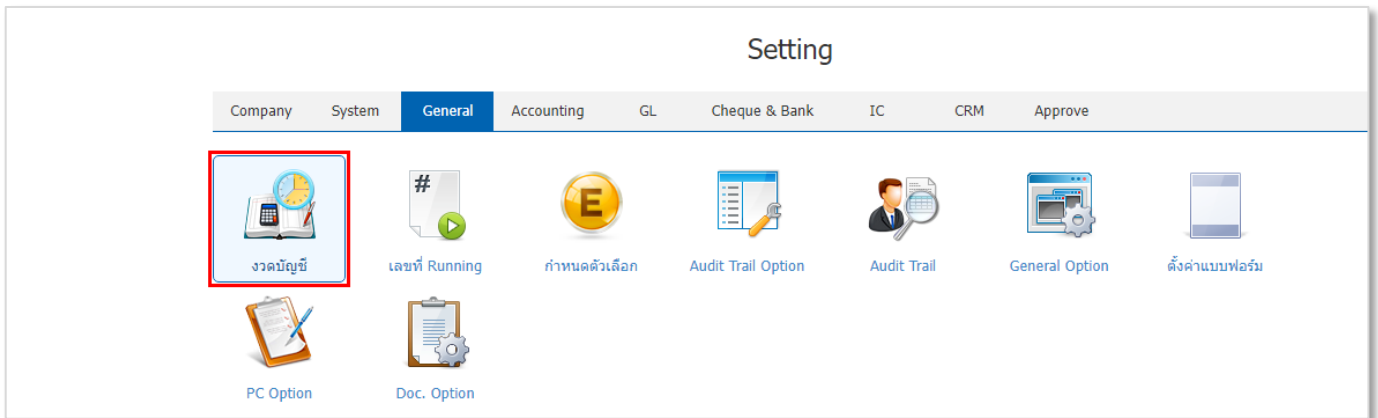 Setting
Company System General Accounting GL Cheque & Bank IC CRM Approve
#
E
งวดบัญชี เลขที่ Running กำหนดตัวเลือก Audit Trail Option Audit Trail General Option ตั้งค่าแบบฟอร์ม
PC Option Doc. Option